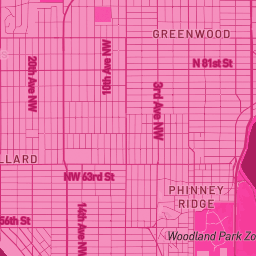 GREENWOOD
N 81st St
20th Ave NW
10th Ave NW
3rd Ave NW
LLARD
NW 63rd St
PHINNEY
RIDGE
56th St
14th Ave NW
Woodland Park Zo